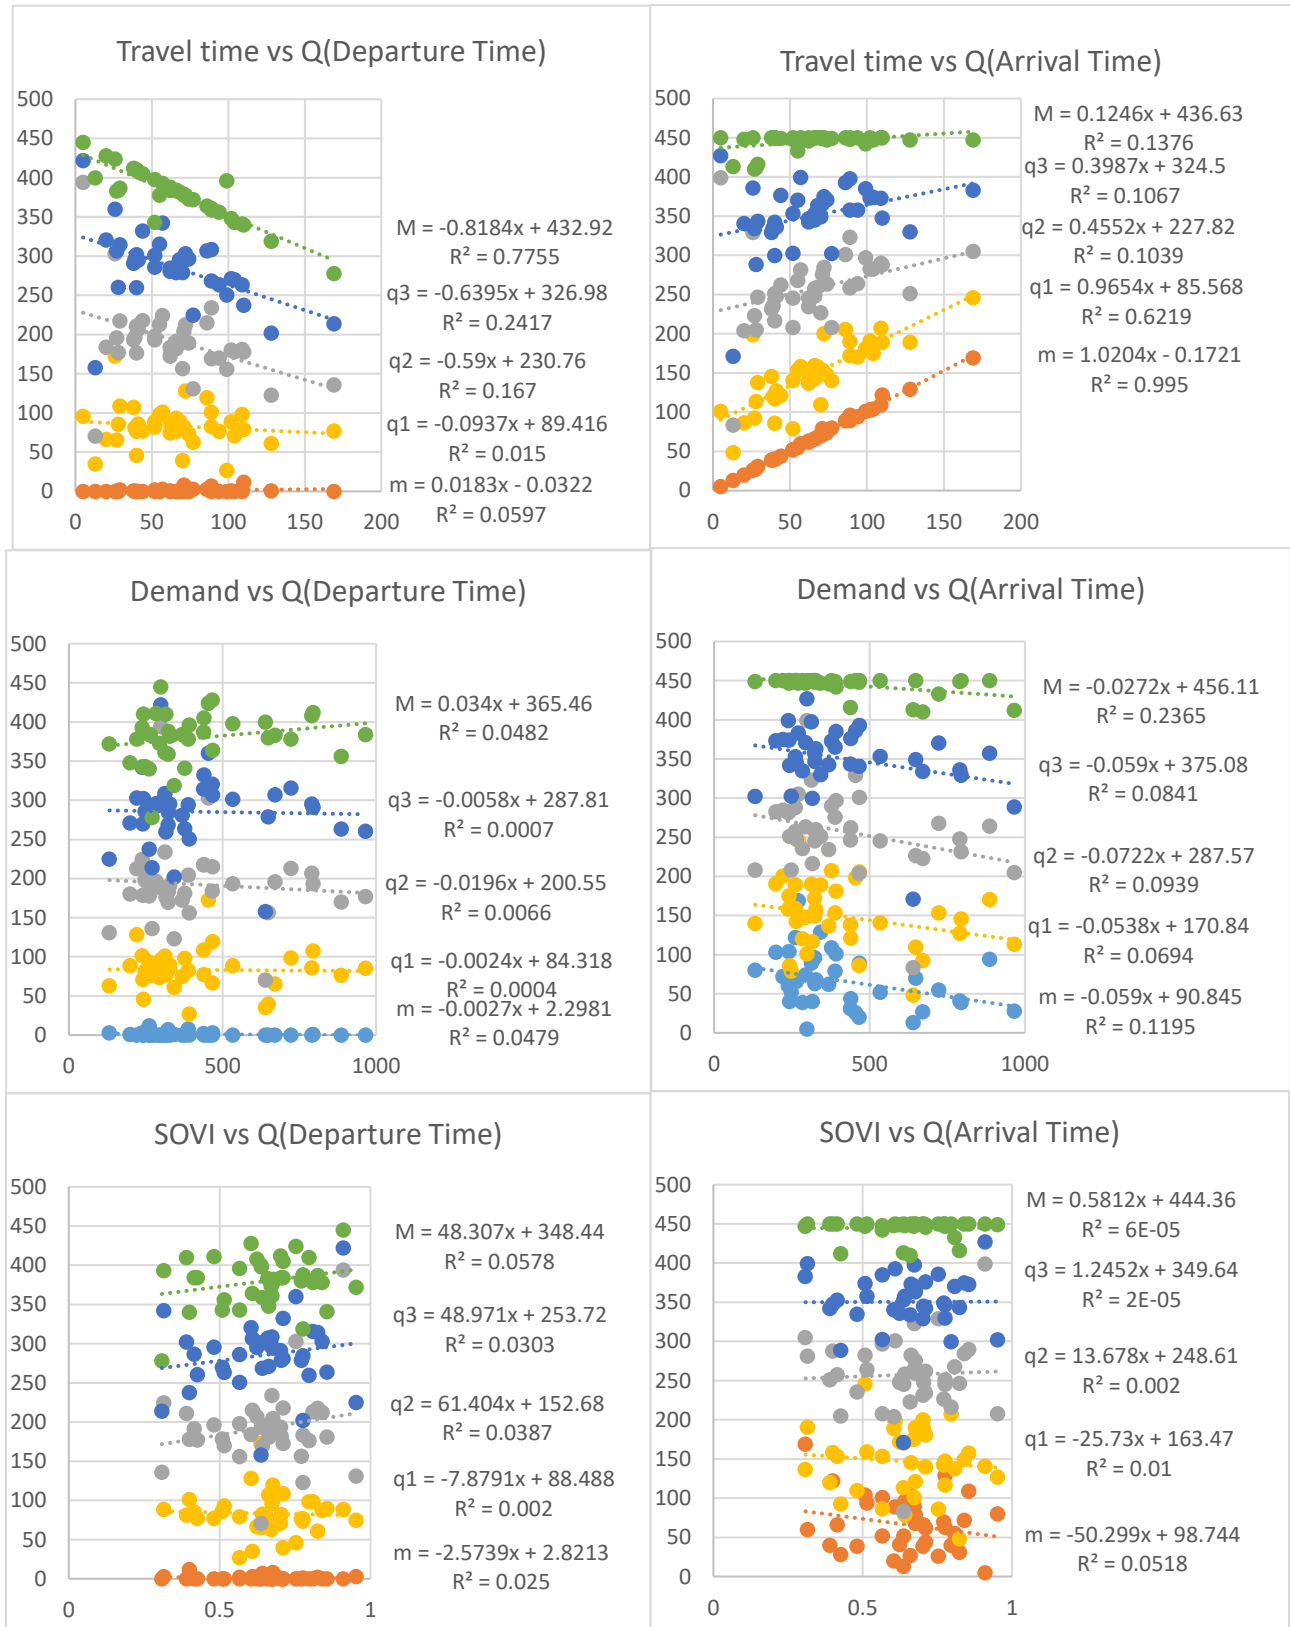 Travel time vs Q(Departure Time)
500
450
400
350
300
250
200
150
100
50
0
0 50 100 150 200
M = -0.8184x + 432.92
R² = 0.7755
q3 = -0.6395x + 326.98
R² = 0.2417
q2 = -0.59x + 230.76
R² = 0.167
q1 = -0.0937x + 89.416
R² = 0.015
m = 0.0183x - 0.0322
R² = 0.0597
Travel time vs Q(Arrival Time)
500
450
400
350
300
250
200
150
100
50
0
0 50 100 150 200
M = 0.1246x + 436.63
R² = 0.1376
q3 = 0.3987x + 324.5
R² = 0.1067
q2 = 0.4552x + 227.82
R² = 0.1039
q1 = 0.9654x + 85.568
R² = 0.6219
m = 1.0204x - 0.1721
R² = 0.995
Demand vs Q(Departure Time)
500
450
400
350
300
250
200
150
100
50
0
0 500 1000
M = 0.034x + 365.46
R² = 0.0482
q3 = -0.0058x + 287.81
R² = 0.0007
q2 = -0.0196x + 200.55
R² = 0.0066
q1 = -0.0024x + 84.318
R² = 0.0004
m = -0.0027x + 2.2981
R² = 0.0479
Demand vs Q(Arrival Time)
500
450
400
350
300
250
200
150
100
50
0
0 500 1000
M = -0.0272x + 456.11
R² = 0.2365
q3 = -0.059x + 375.08
R² = 0.0841
q2 = -0.0722x + 287.57
R² = 0.0939
q1 = -0.0538x + 170.84
R² = 0.0694
m = -0.059x + 90.845
R² = 0.1195
SOVI vs Q(Departure Time)
500
450
400
350
300
250
200
150
100
50
0
0 0.5 1
M = 48.307x + 348.44
R² = 0.0578
q3 = 48.971x + 253.72
R² = 0.0303
q2 = 61.404x + 152.68
R² = 0.0387
q1 = -7.8791x + 88.488
R² = 0.002
m = -2.5739x + 2.8213
R² = 0.025
SOVI vs Q(Arrival Time)
500
450
400
350
300
250
200
150
100
50
0
0 0.5 1
M = 0.5812x + 444.36
R² = 6E-05
q3 = 1.2452x + 349.64
R² = 2E-05
q2 = 13.678x + 248.61
R² = 0.002
q1 = -25.73x + 163.47
R² = 0.01
m = -50.299x + 98.744
R² = 0.0518